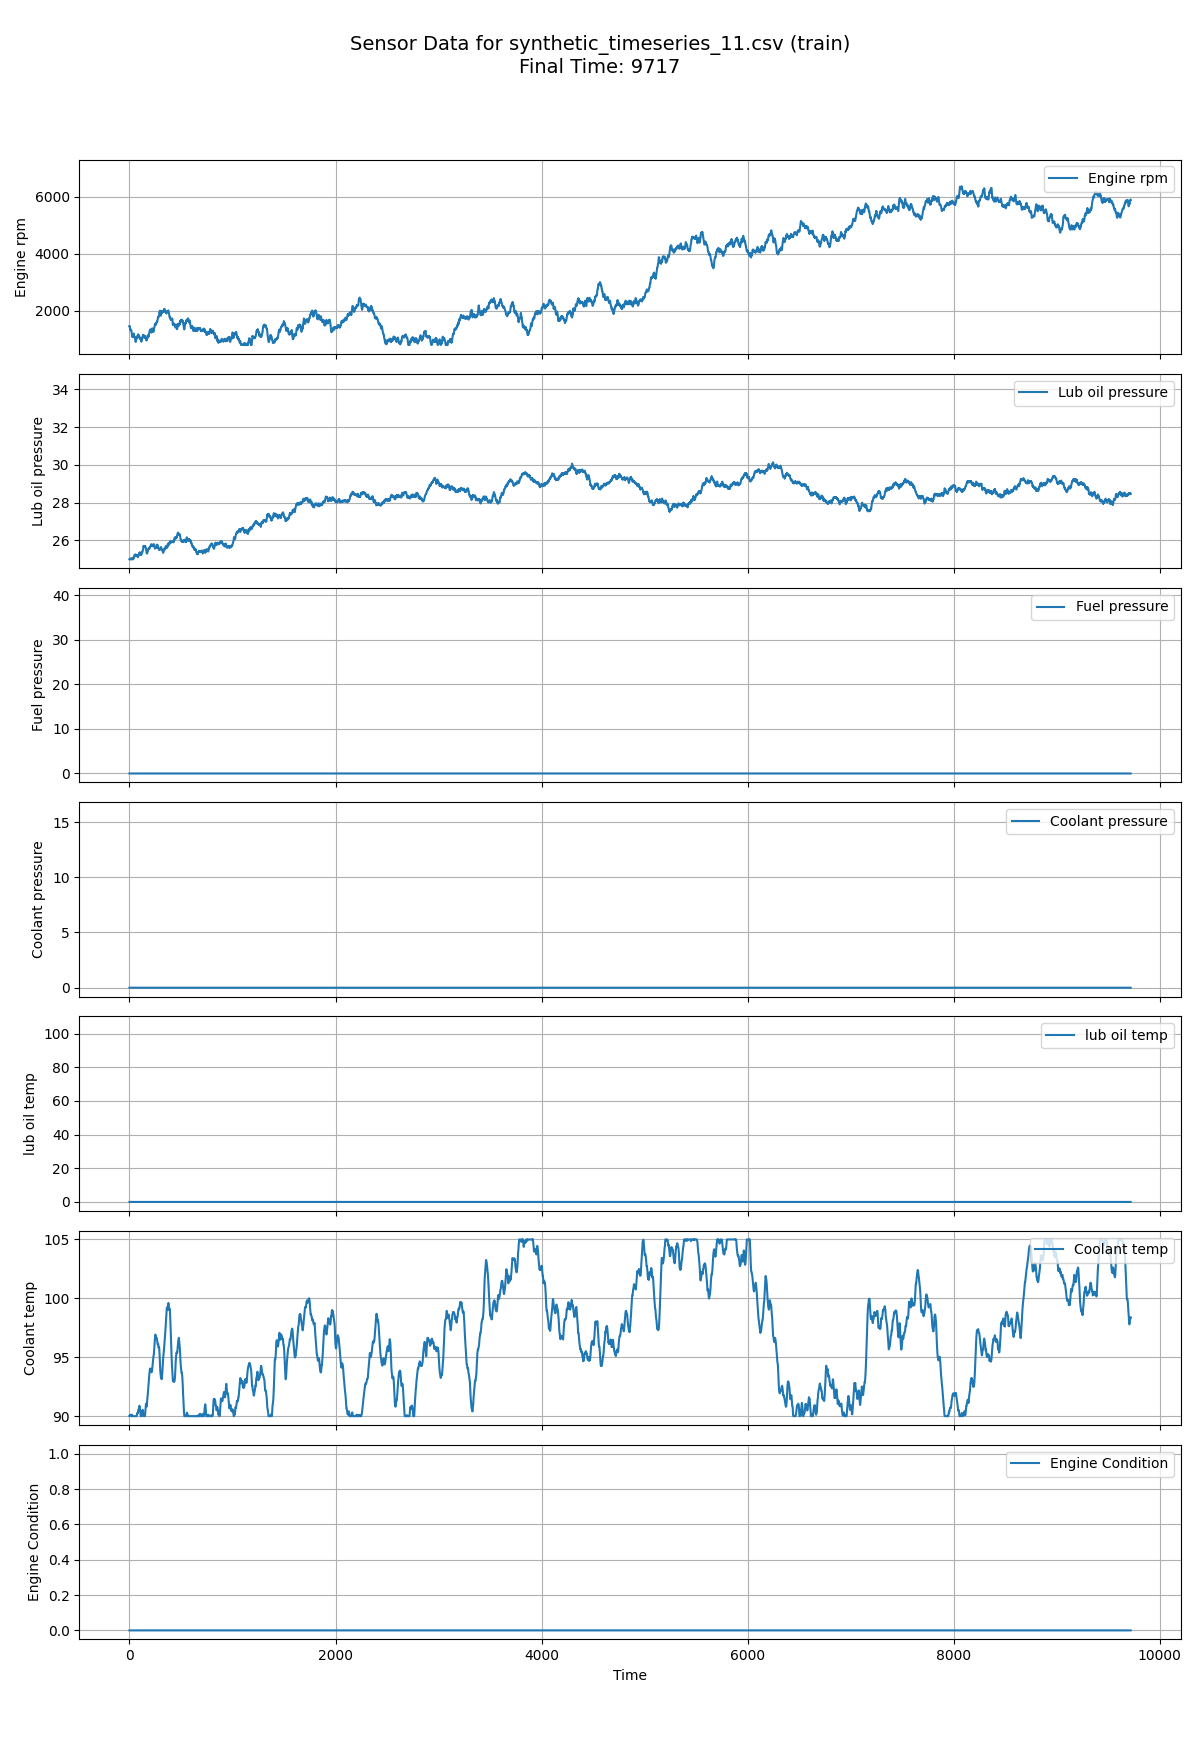 Sensor Data for synthetic_timeseries_11.csv (train)
Final Time: 9717
Engine rpm
6000
4000
2000
Engine rpm
Lub oil pressure
34
32
30
28
26
Lub oil pressure
Fuel pressure
40
30
20
10
0
Fuel pressure
Coolant pressure
15
10
5
0
Coolant pressure
lub oil temp
100
80
60
40
20
0
lub oil temp
Coolant temp
105
100
95
90
Coolant temp
Engine Condition
1.0
0.8
0.6
0.4
0.2
0.0
Engine Condition
0 2000 4000 6000 8000 10000
Time